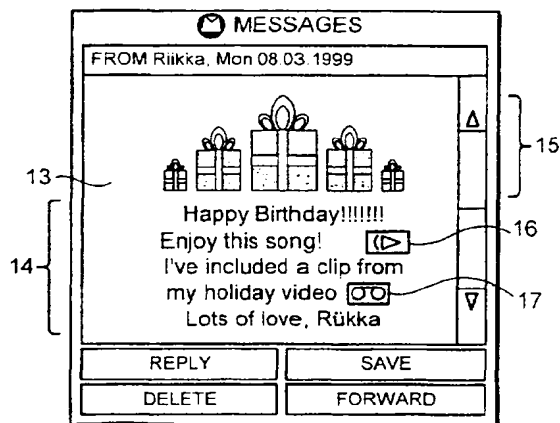 MESSAGES
FROM Riikka, Mon 08.03.1999
13
15
Happy Birthday!!!!!!!
16
Enjoy this song!
14
I've included a clip from
my holiday video
17
Lots of love, Rükka
REPLY SAVE
DELETE FORWARD